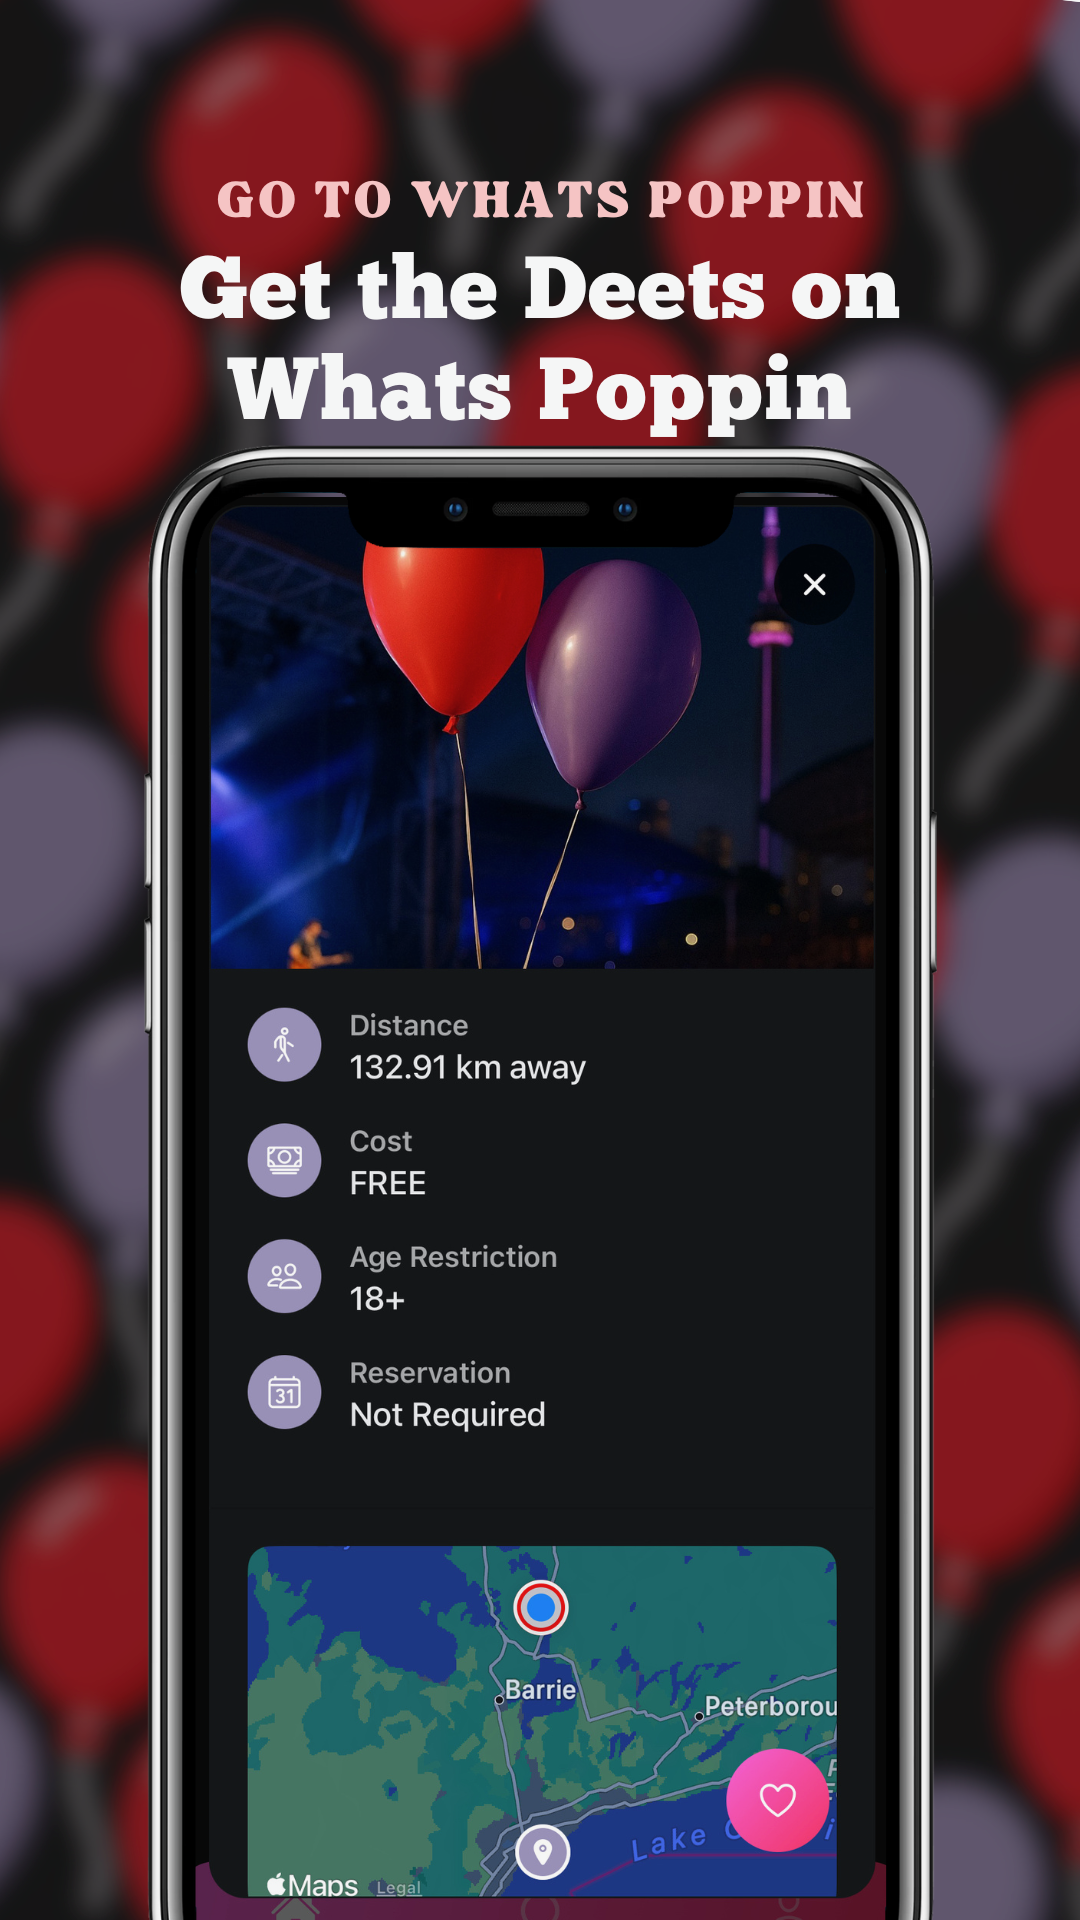 GO TO WHATS POPPIN
Get the Deets on
Whats Poppin
Distance
132.91 km away
Cost
FREE
Age Restriction
18+
31
Reservation
Not Required
Barrie
Peterborou
Lake
Maps
Legal